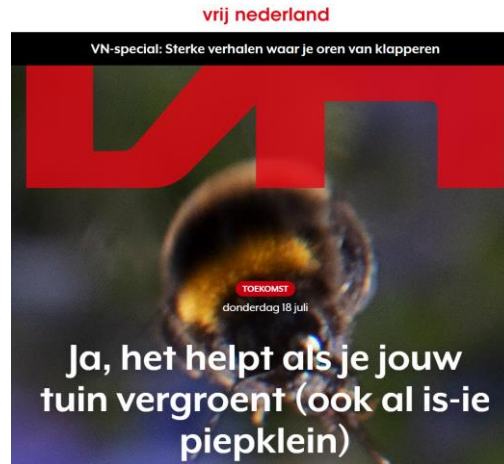 vrij nederland
VN-special: Sterke verhalen waar je oren van klapperen
TOEKOMST
donderdag 18 juli
Ja, het helpt als je jouw
tuin vergroent (ook al is-ie
piepklein)